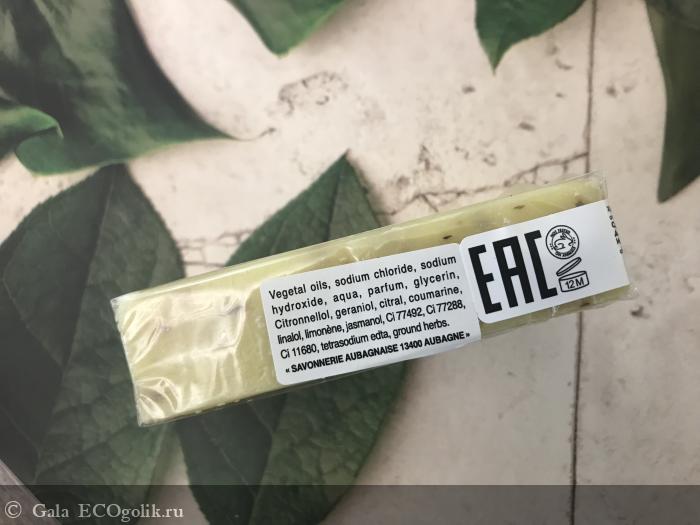 Vegetal oils, sodium chloride, sodium
hydroxide, aqua, parfum, glycerin,
Citronnellol, geraniol, citral, coumarine,
linalol, limonène, jasmanol, Ci 77492, Ci 77288,
Ci 11680, tetrasodium edta, ground herbs.
« SAVONNERIE AUBAGNAISE 13400 AUBAGNE »
EAC
12 M
© Gala ECOgolik.ru